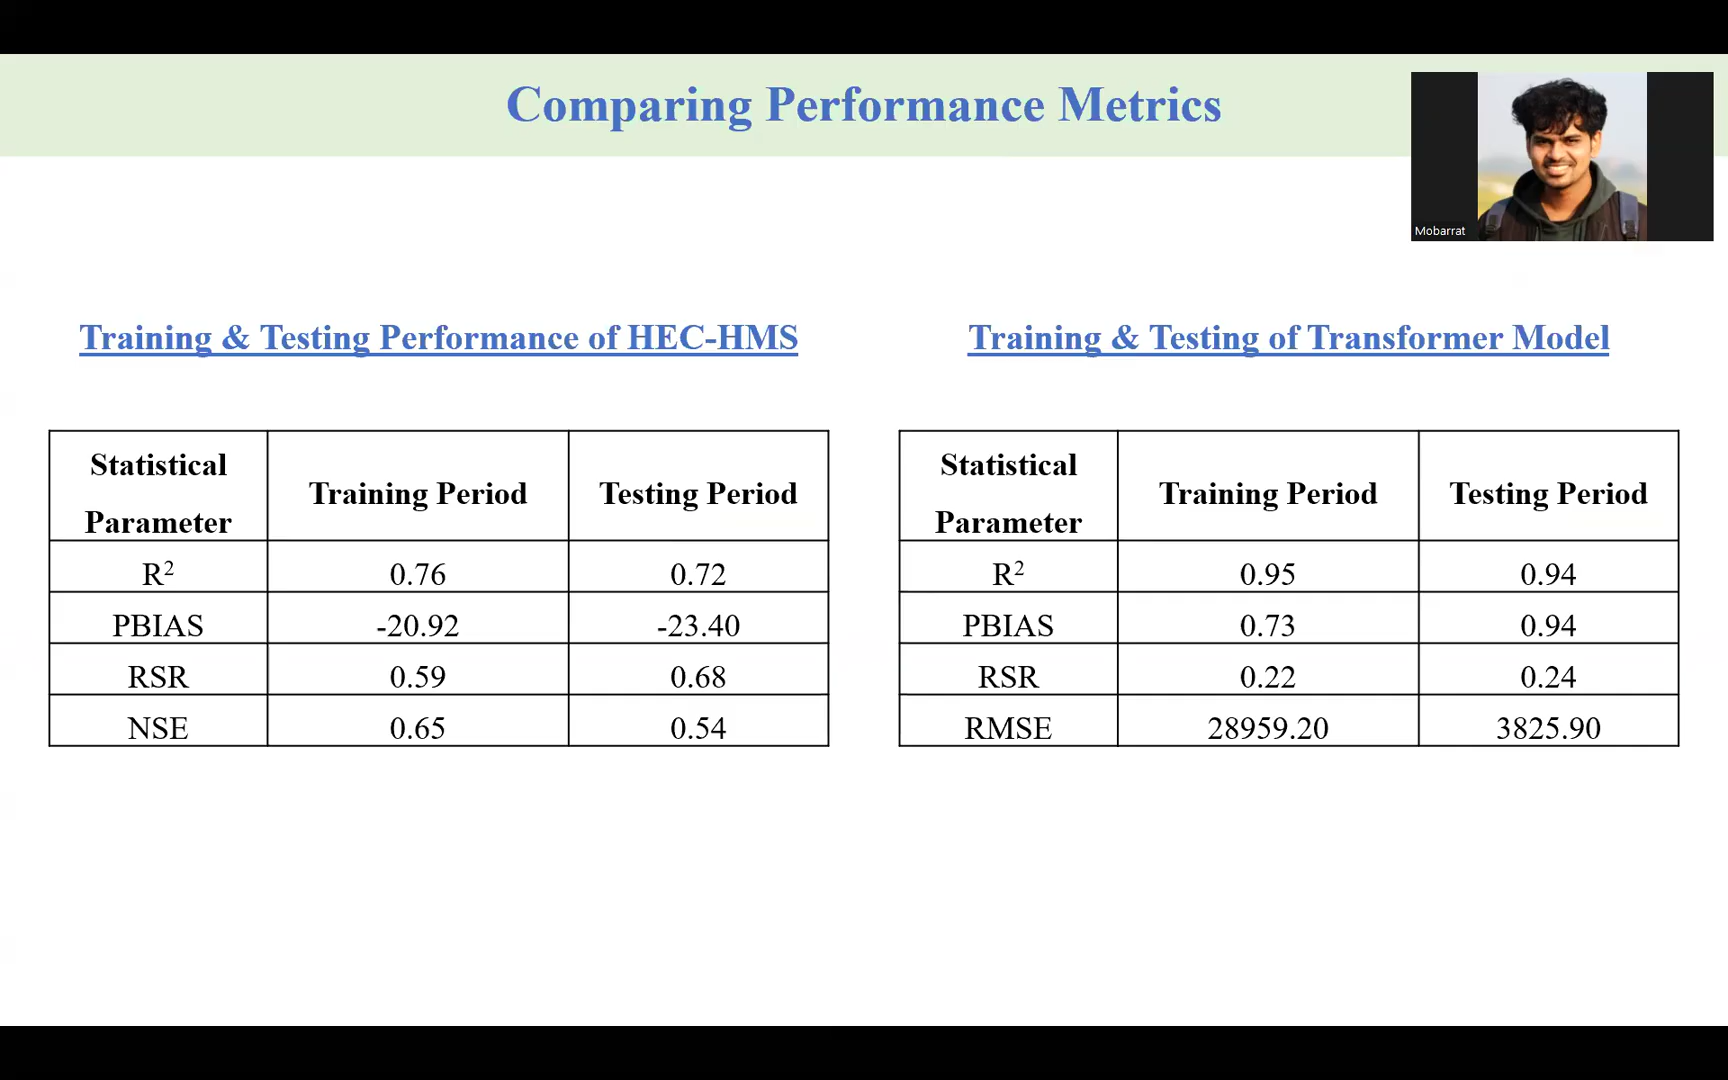 Comparing Performance Metrics
Mobarrat
Training & Testing Performance of HEC-HMS
Statistical Parameter Training Period Testing Period
R² 0.76 0.72
PBIAS -20.92 -23.40
RSR 0.59 0.68
NSE 0.65 0.54
Training & Testing of Transformer Model
Statistical Parameter Training Period Testing Period
R² 0.95 0.94
PBIAS 0.73 0.94
RSR 0.22 0.24
RMSE 28959.20 3825.90